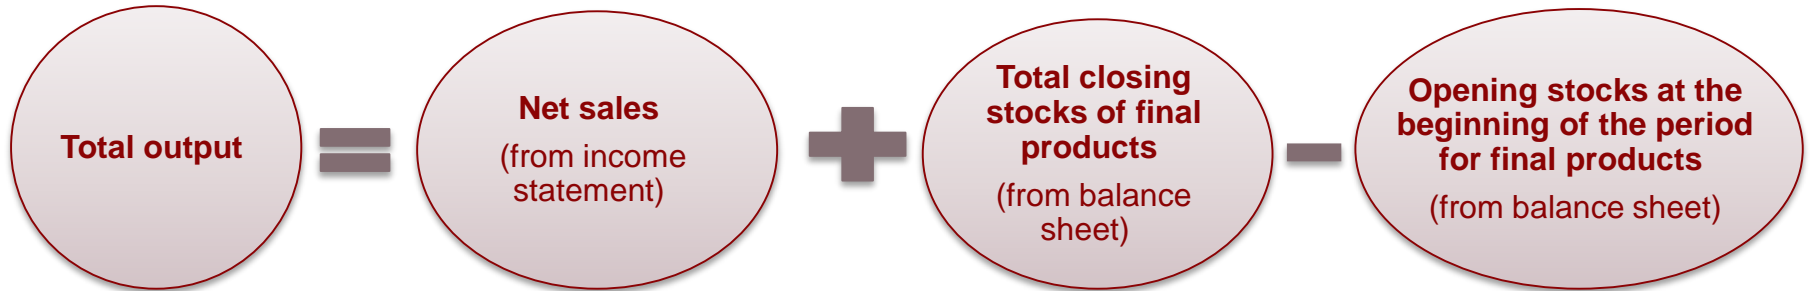 Total output
Net sales
(from income
statement)
Total closing
stocks of final
products
(from balance
sheet)
Opening stocks at the
beginning of the period
for final products
(from balance sheet)